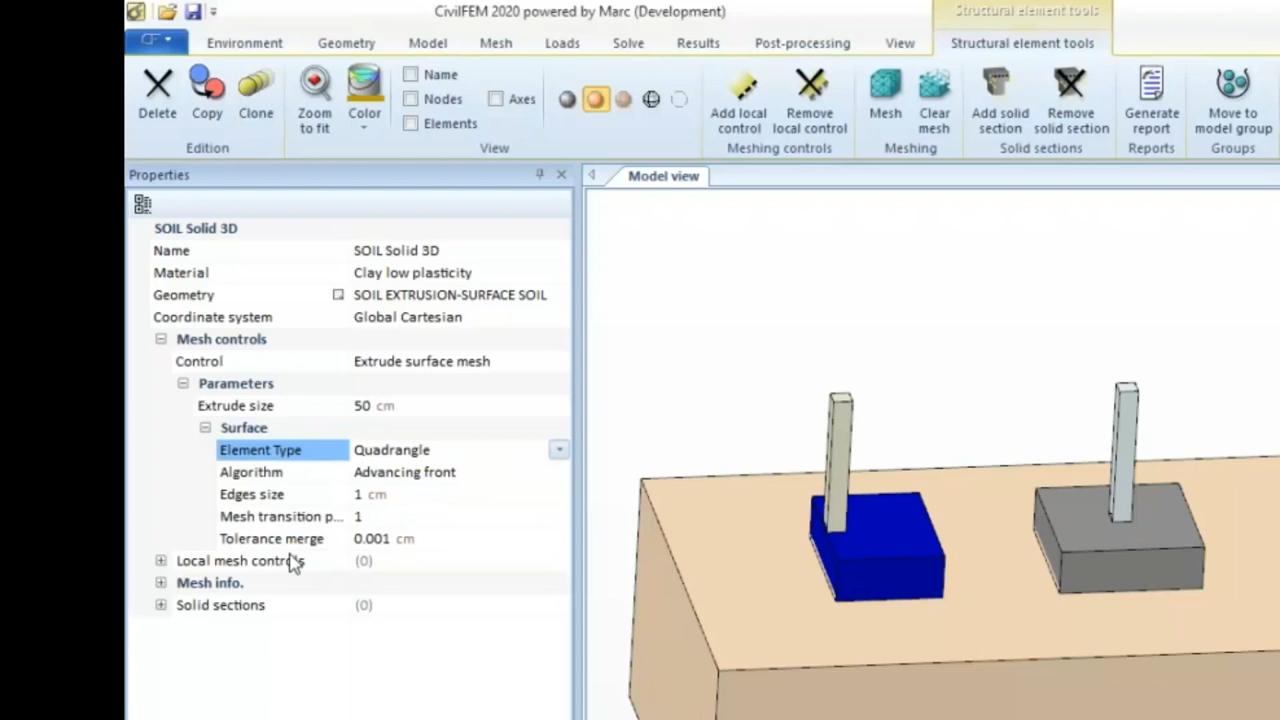 CivilFEM 2020 powered by Marc (Development)
Structural element tools
Environment Geometry Model Mesh Loads Solve Results Post-processing View Structural element tools
Delete Copy Clone Zoom to fit Color
Name
Nodes Axes
Elements
Add local control Remove local control Mesh Clear mesh Add solid section Remove solid section Generate report Move to model group
Edition View Meshing controls Meshing Solid sections Reports Groups
Properties
Model view
SOIL Solid 3D
Name SOIL Solid 3D
Material Clay low plasticity
Geometry SOIL EXTRUSION-SURFACE SOIL
Coordinate system Global Cartesian
Mesh controls
Control Extrude surface mesh
Parameters
Extrude size 50 cm
Surface
Element Type Quadrangle
Algorithm Advancing front
Edges size 1 cm
Mesh transition p... 1
Tolerance merge 0.001 cm
Local mesh controls (0)
Mesh info.
Solid sections (0)